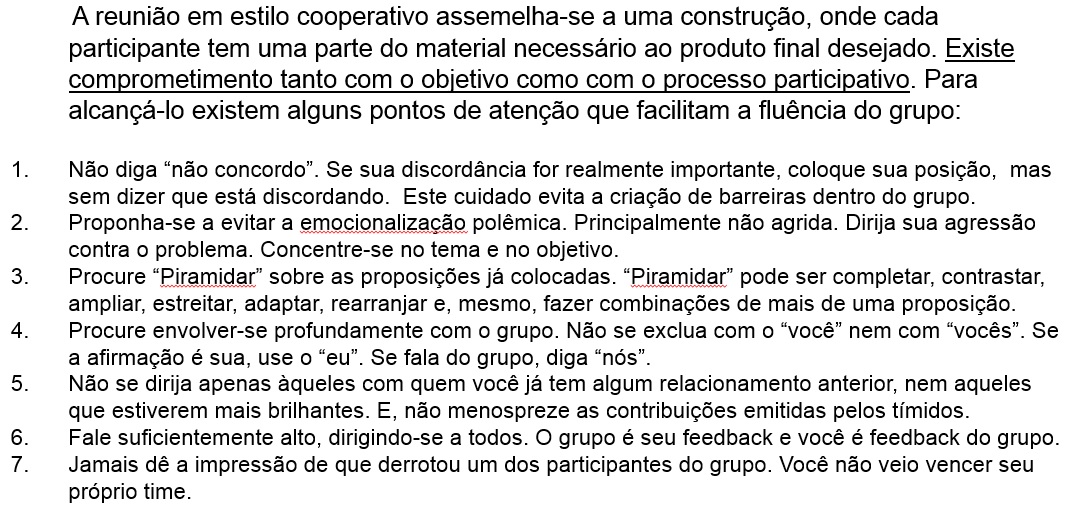 A reunião em estilo cooperativo assemelha-se a uma construção, onde cada
participante tem uma parte do material necessário ao produto final desejado. Existe
comprometimento tanto com o objetivo como com o processo participativo. Para
alcançá-lo existem alguns pontos de atenção que facilitam a fluência do grupo:
1. Não diga “não concordo”. Se sua discordância for realmente importante, coloque sua posição, mas
sem dizer que está discordando. Este cuidado evita a criação de barreiras dentro do grupo.
2. Proponha-se a evitar a emocionalização polêmica. Principalmente não agrida. Dirija sua agressão
contra o problema. Concentre-se no tema e no objetivo.
3. Procure “Piramidar” sobre as proposições já colocadas. “Piramidar” pode ser completar, contrastar,
ampliar, estreitar, adaptar, rearranjar e, mesmo, fazer combinações de mais de uma proposição.
4. Procure envolver-se profundamente com o grupo. Não se exclua com o “você” nem com “vocês”. Se
a afirmação é sua, use o “eu”. Se fala do grupo, diga “nós”.
5. Não se dirija apenas àqueles com quem você já tem algum relacionamento anterior, nem aqueles
que estiverem mais brilhantes. E, não menospreze as contribuições emitidas pelos tímidos.
6. Fale suficientemente alto, dirigindo-se a todos. O grupo é seu feedback e você é feedback do grupo.
7. Jamais dê a impressão de que derrotou um dos participantes do grupo. Você não veio vencer seu
próprio time.